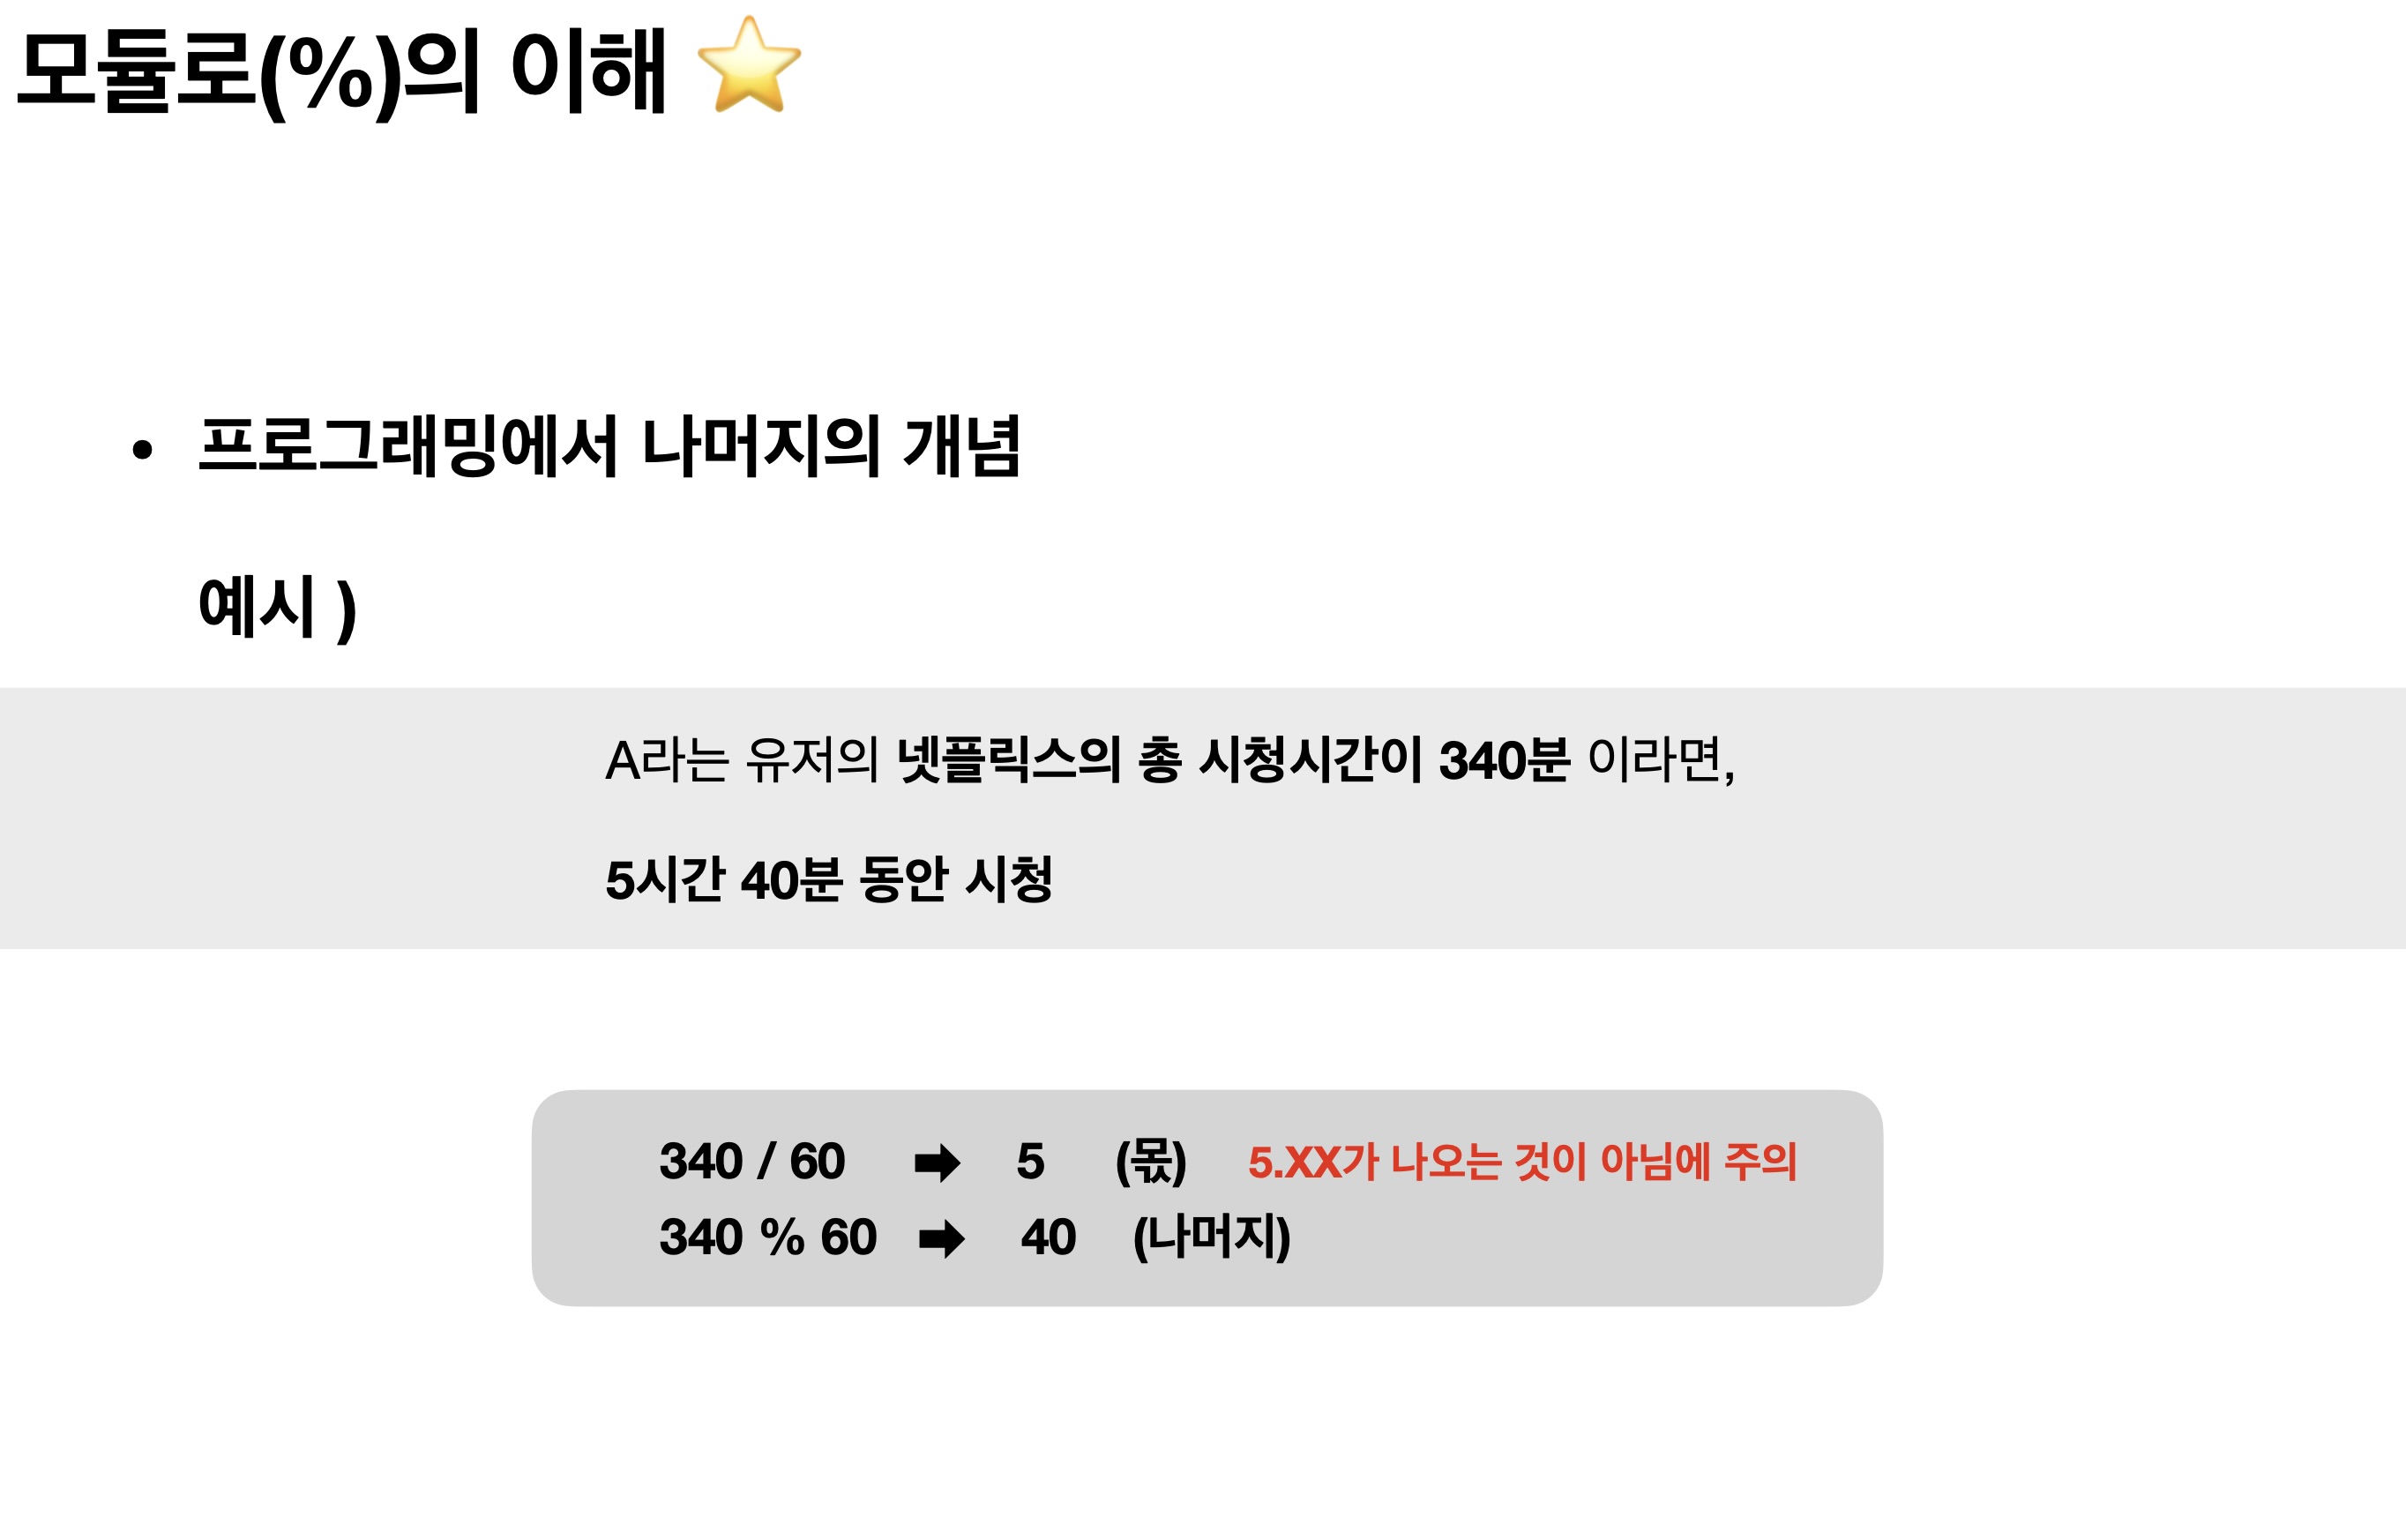 모듈로(%)의 이해 ⭐
• 프로그래밍에서 나머지의 개념
예시 )
A라는 유저의 넷플릭스의 총 시청시간이 340분 이라면,
5시간 40분 동안 시청
340 / 60 ➡ 5 (몫) 5.XX가 나오는 것이 아님에 주의
340 % 60 ➡ 40 (나머지)